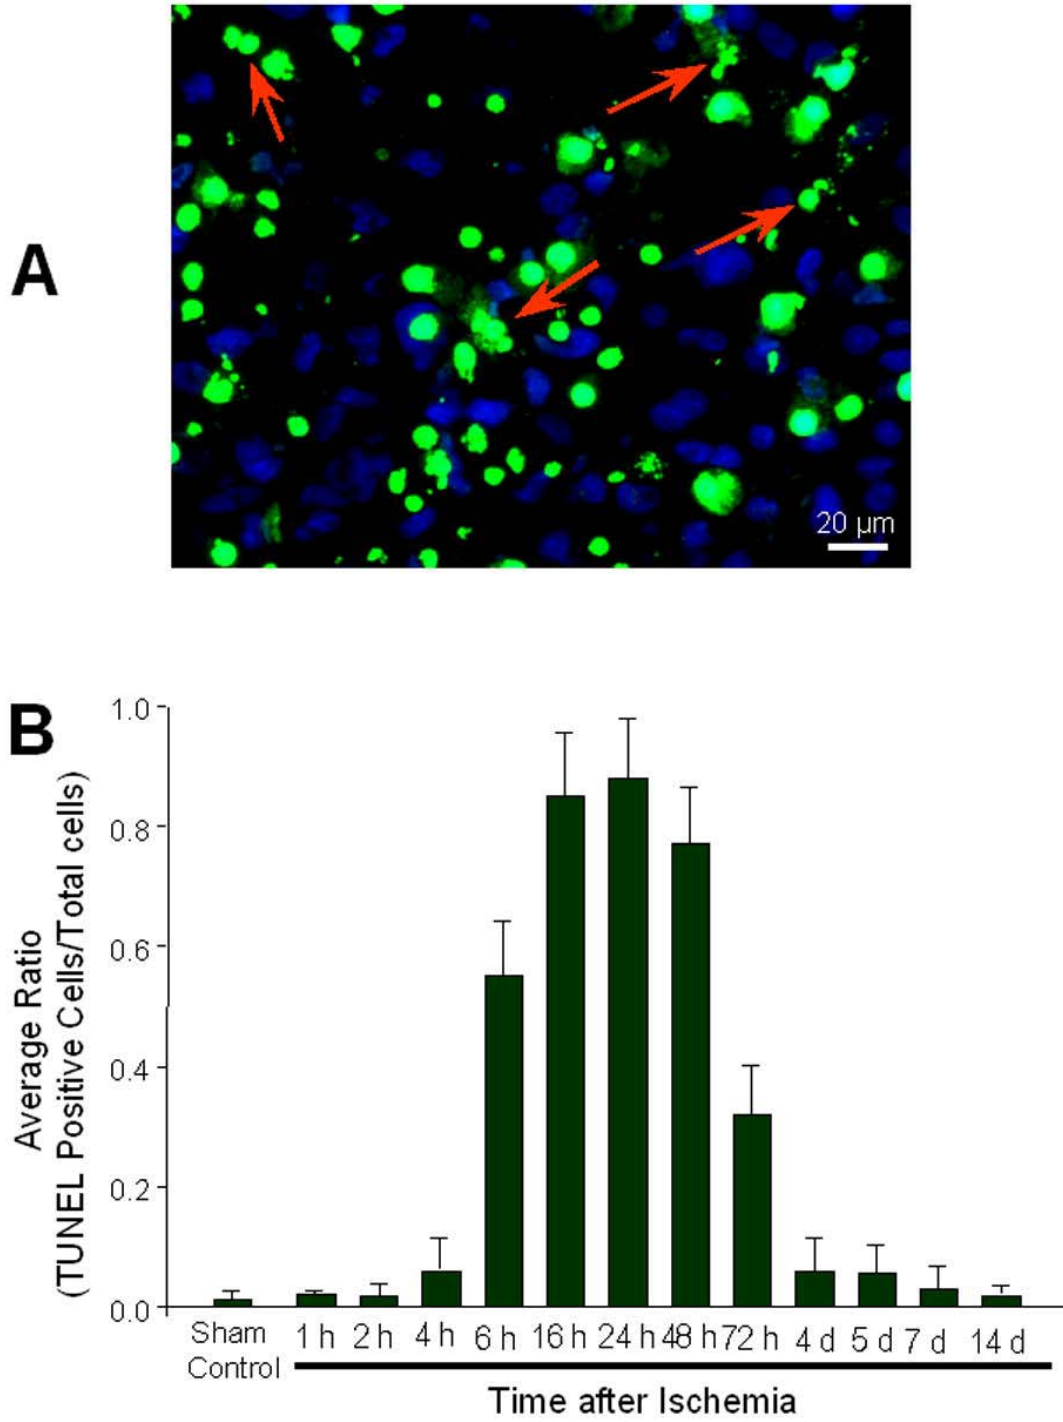 A
20 µm
B
Average Ratio
(TUNEL Positive Cells/Total cells)
1.0
0.8
0.6
0.4
0.2
0.0
Sham Control
1 h 2 h 4 h 6 h 16 h 24 h 48 h 72 h 4 d 5 d 7 d 14 d
Time after Ischemia